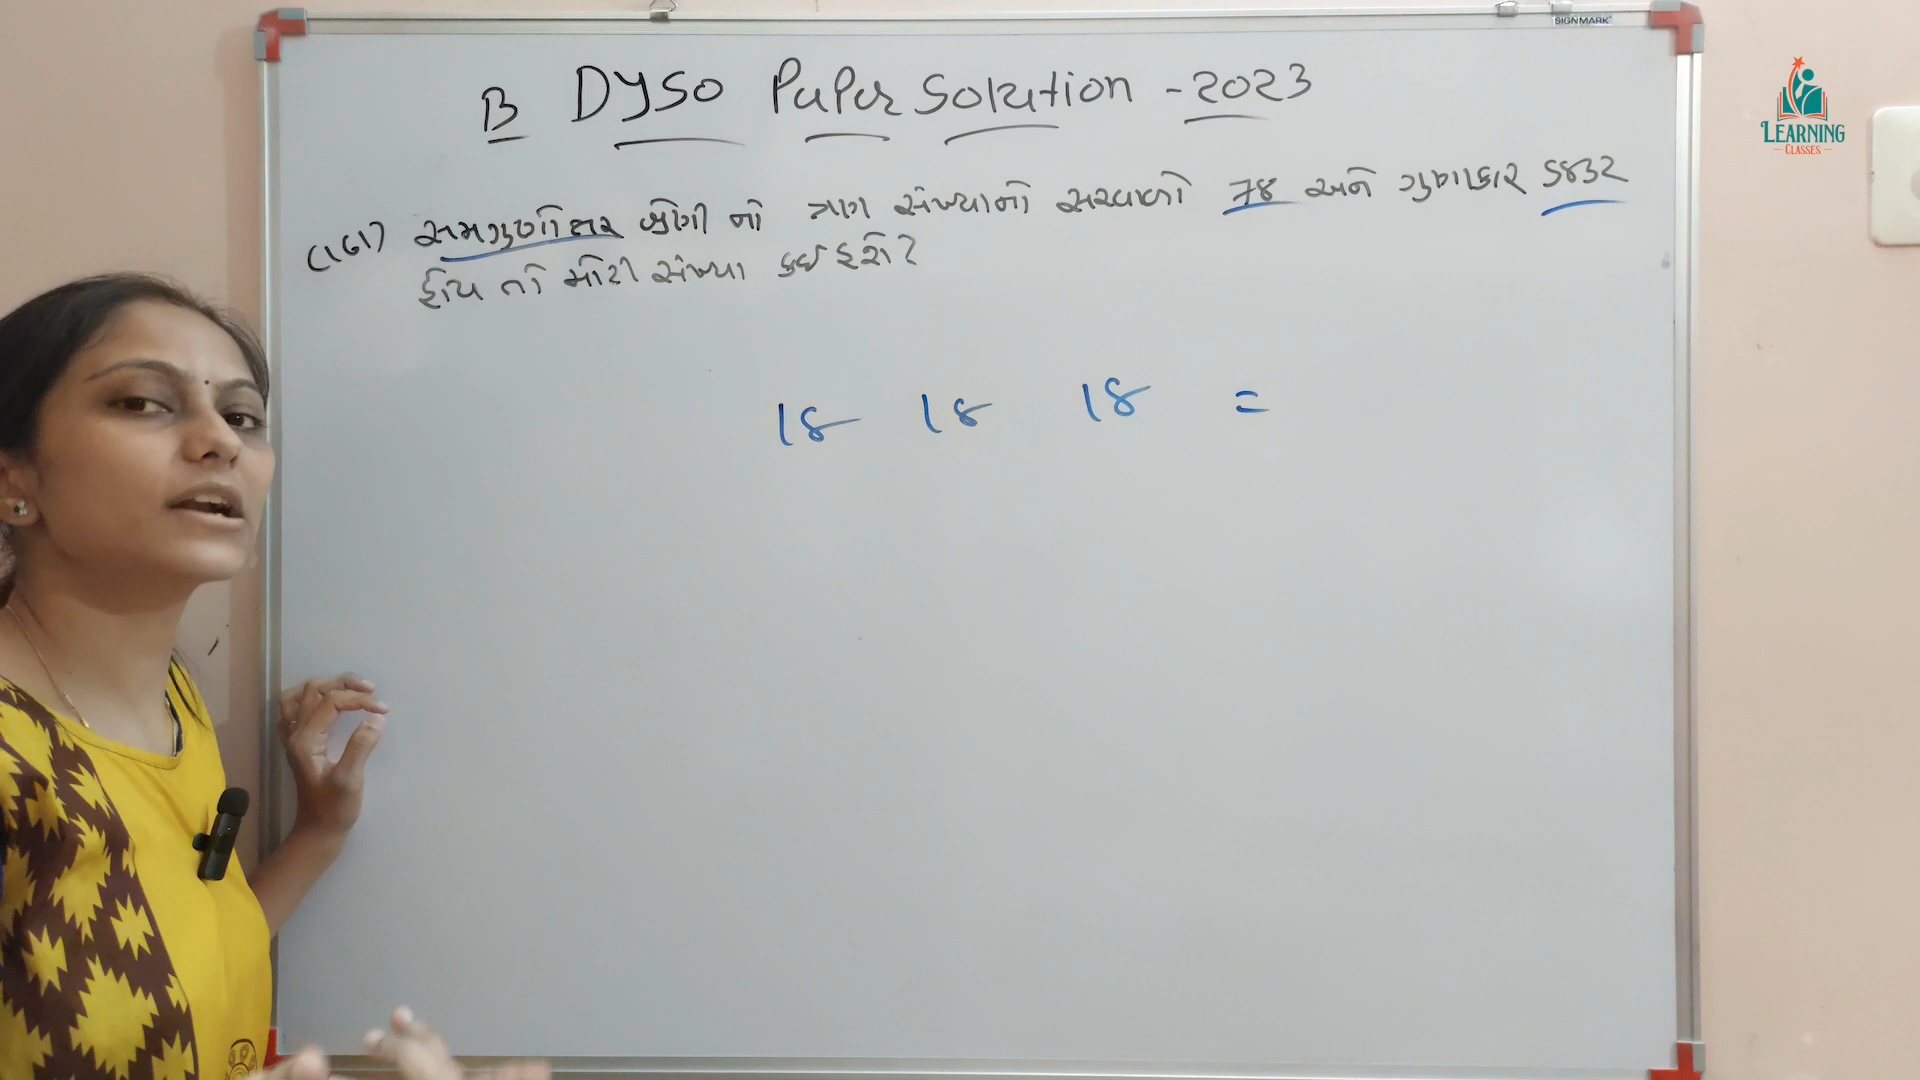 SIGNMARK
B DYSO Paper Solution - 2023
(161) સમગુણોત્તર શ્રેણી નો ત્રણ સંખ્યાનો સરવાળો 78 અને ગુણાકાર 5832
હોય તો મોટી સંખ્યા કઈ હશે?
18 18 18 =
LEARNING
CLASSES